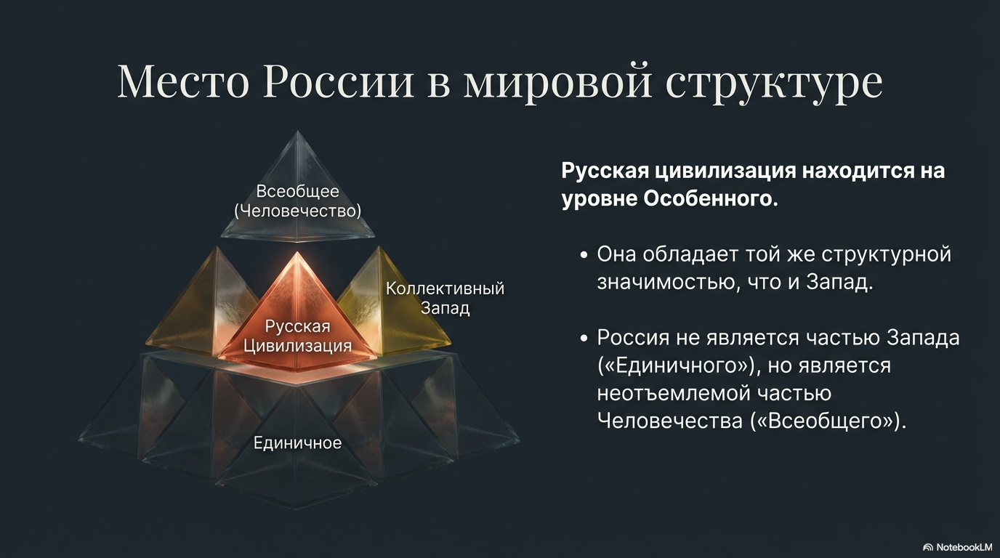 Место России в мировой структуре
Всеобщее
(Человечество)
Коллективный
Запад
Русская
Цивилизация
Единичное
Русская цивилизация находится на
уровне Особенного.
• Она обладает той же структурной
значимостью, что и Запад.
• Россия не является частью Запада
(«Единичного»), но является
неотъемлемой частью
Человечества («Всеобщего»).
NotebookLM